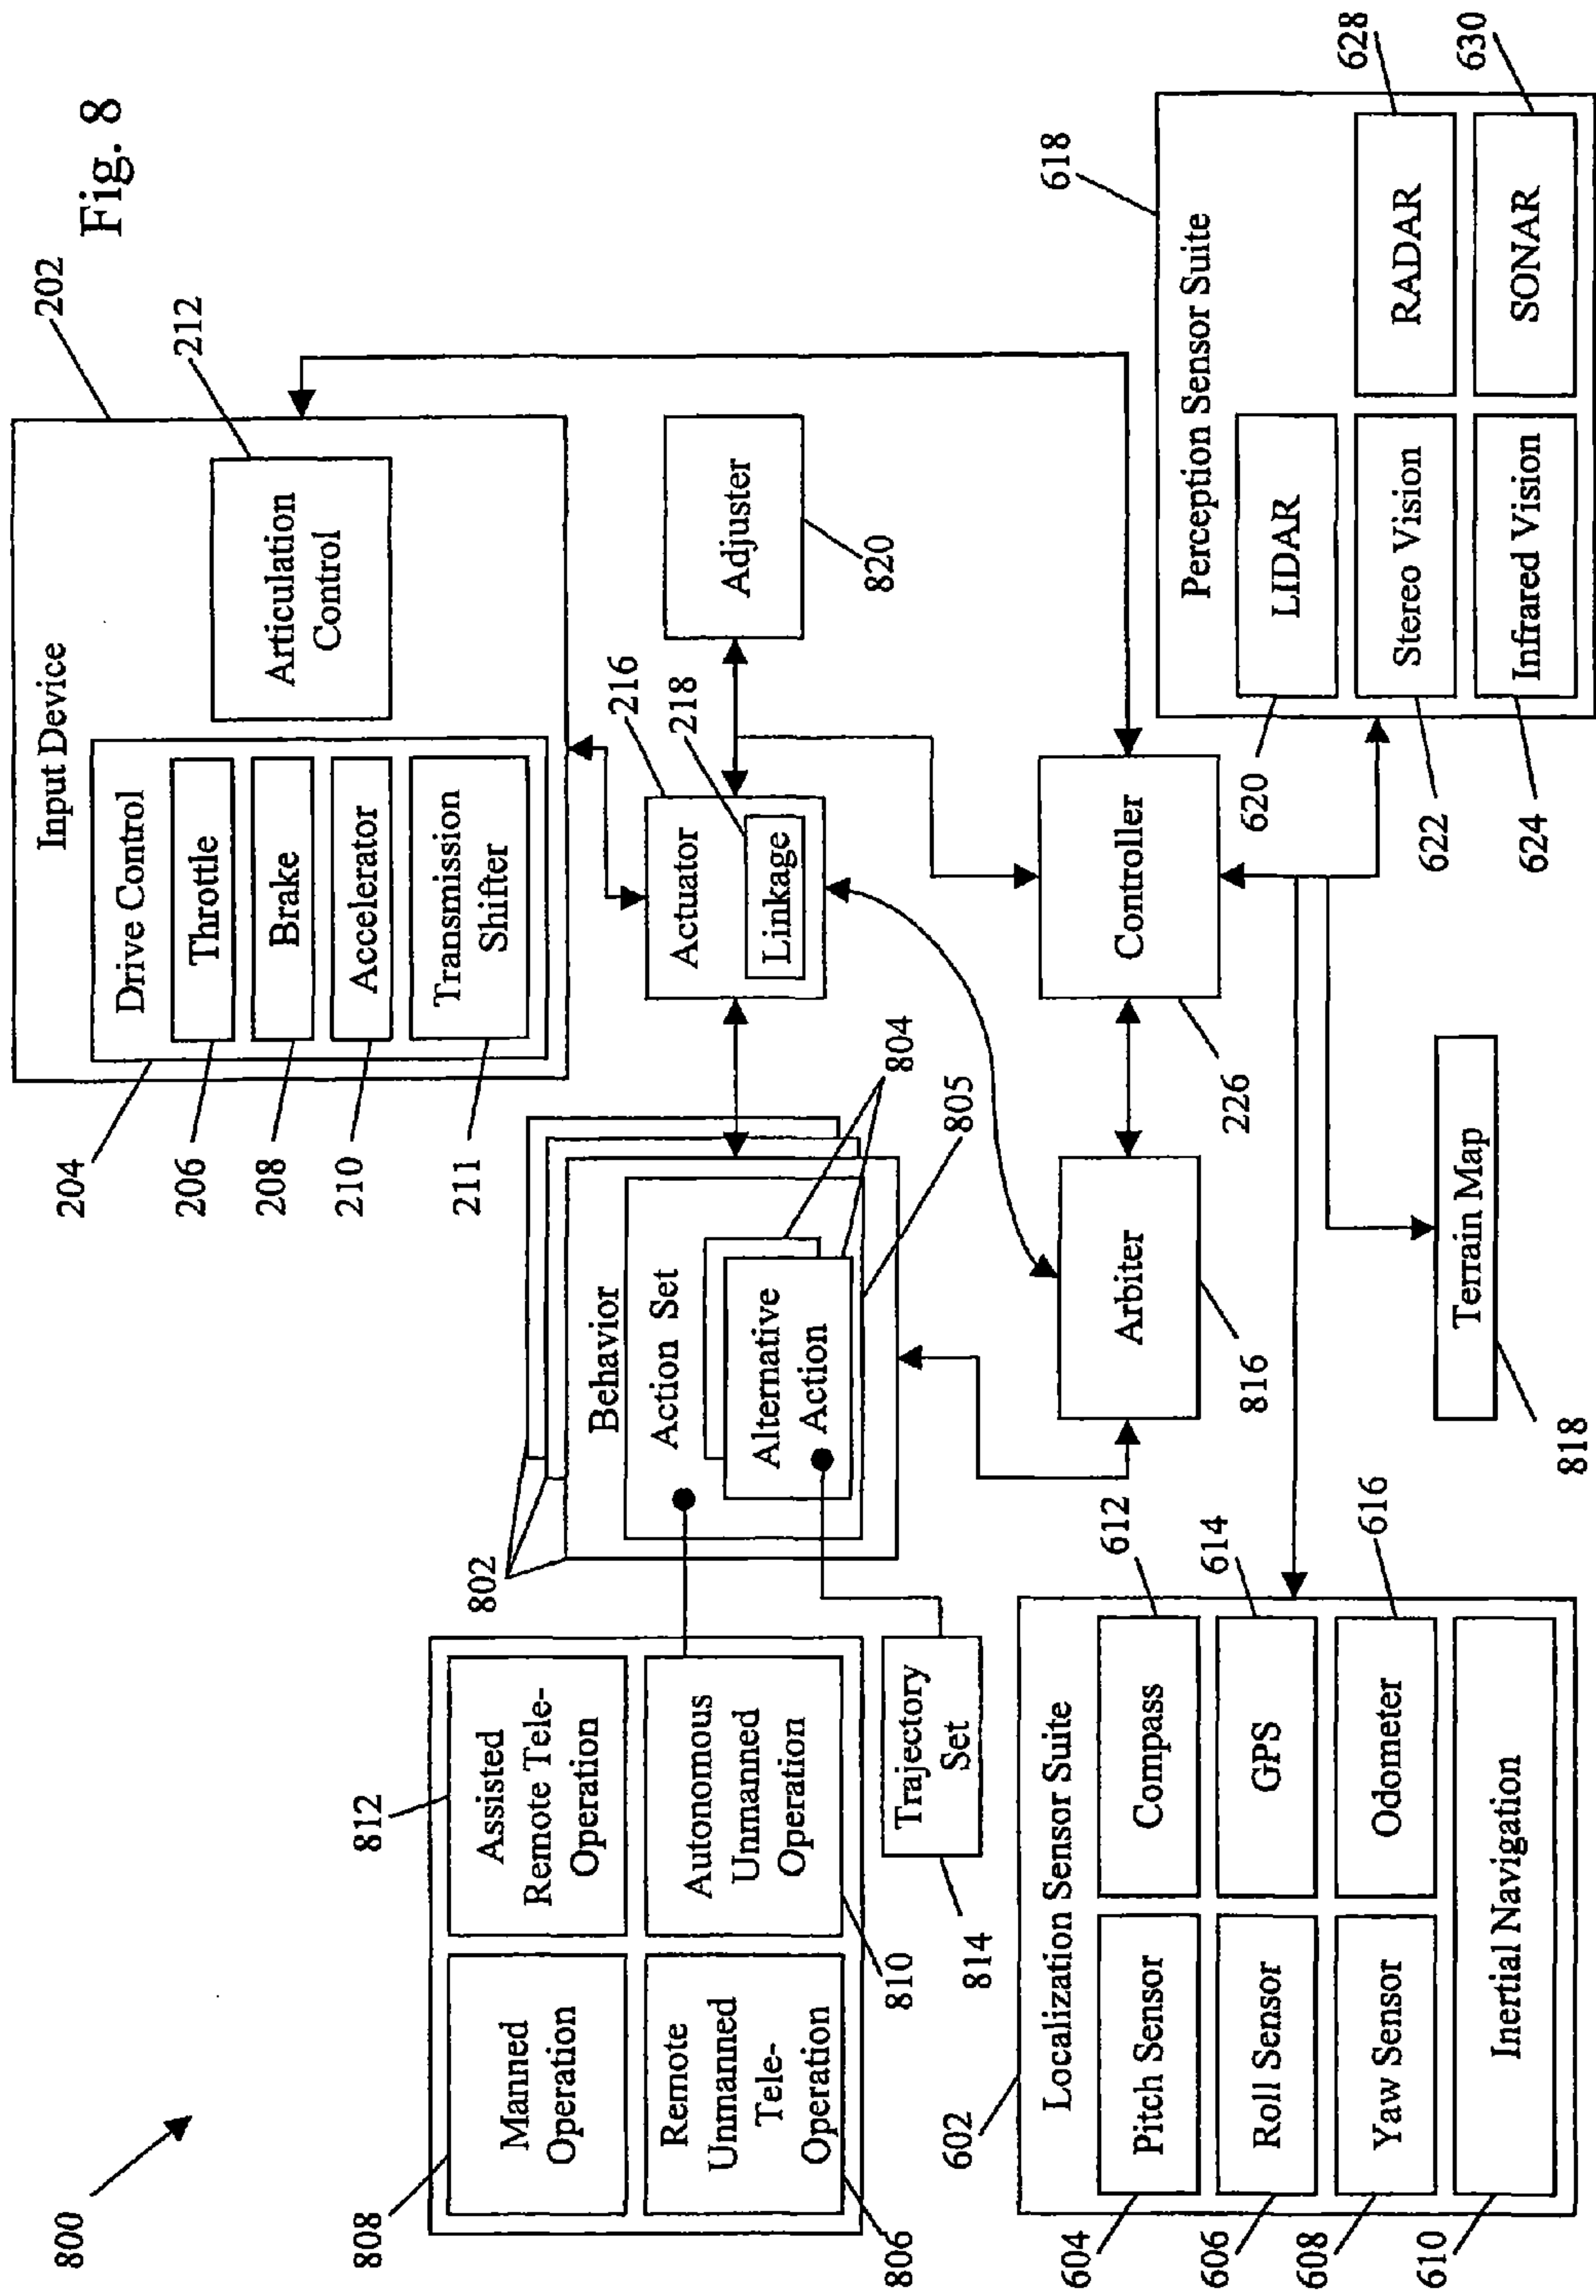 Fig. 8
800
808
812
Manned
Operation
Assisted
Remote Tele-
Operation
Remote
Unmanned
Tele-
Operation
Autonomous
Unmanned
Operation
806
810
Trajectory
Set
814
802
Behavior
Action Set
Alternative
Action
804
805
Input Device
202
Drive Control
Throttle
Brake
Accelerator
Transmission
Shifter
Articulation
Control
212
204
206
208
210
211
Actuator
Linkage
216
218
Adjuster
820
Arbiter
816
Controller
226
Localization Sensor Suite
602
Pitch Sensor
Compass
Roll Sensor
GPS
Yaw Sensor
Odometer
Inertial Navigation
604
606
608
610
612
614
616
Terrain Map
818
Perception Sensor Suite
618
LIDAR
Stereo Vision
RADAR
Infrared Vision
SONAR
620
622
624
628
630